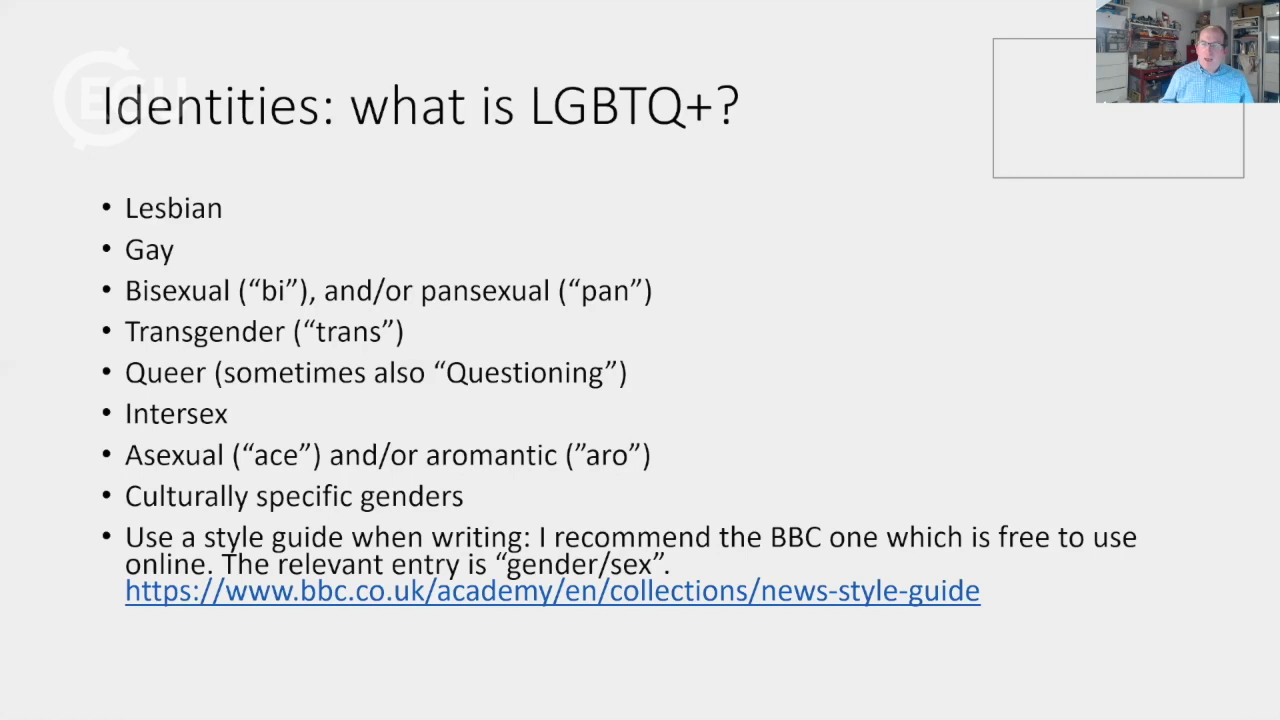 EGU
Identities: what is LGBTQ+?
• Lesbian
• Gay
• Bisexual (“bi”), and/or pansexual (“pan”)
• Transgender (“trans”)
• Queer (sometimes also “Questioning”)
• Intersex
• Asexual (“ace”) and/or aromantic (”aro”)
• Culturally specific genders
• Use a style guide when writing: I recommend the BBC one which is free to use
online. The relevant entry is “gender/sex”.
https://www.bbc.co.uk/academy/en/collections/news-style-guide